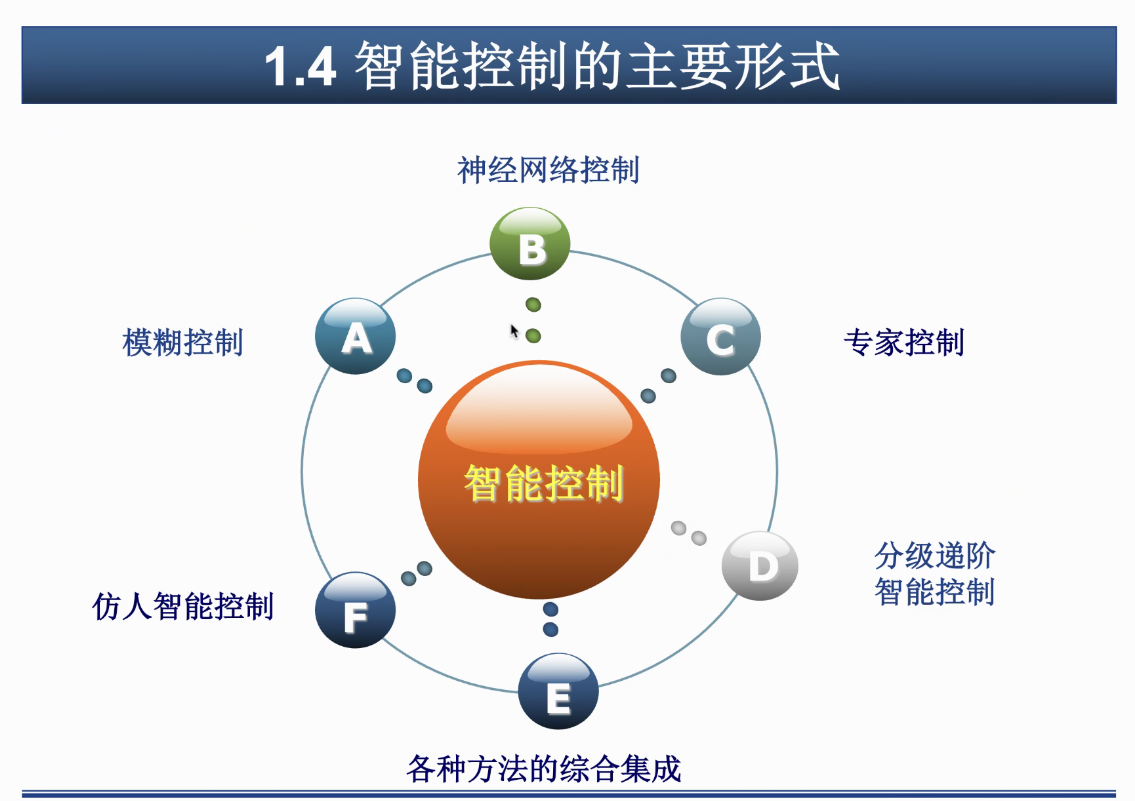 1.4 智能控制的主要形式
神经网络控制
B
A
C
模糊控制
专家控制
智能控制
D
分级递阶
智能控制
仿人智能控制
F
E
各种方法的综合集成